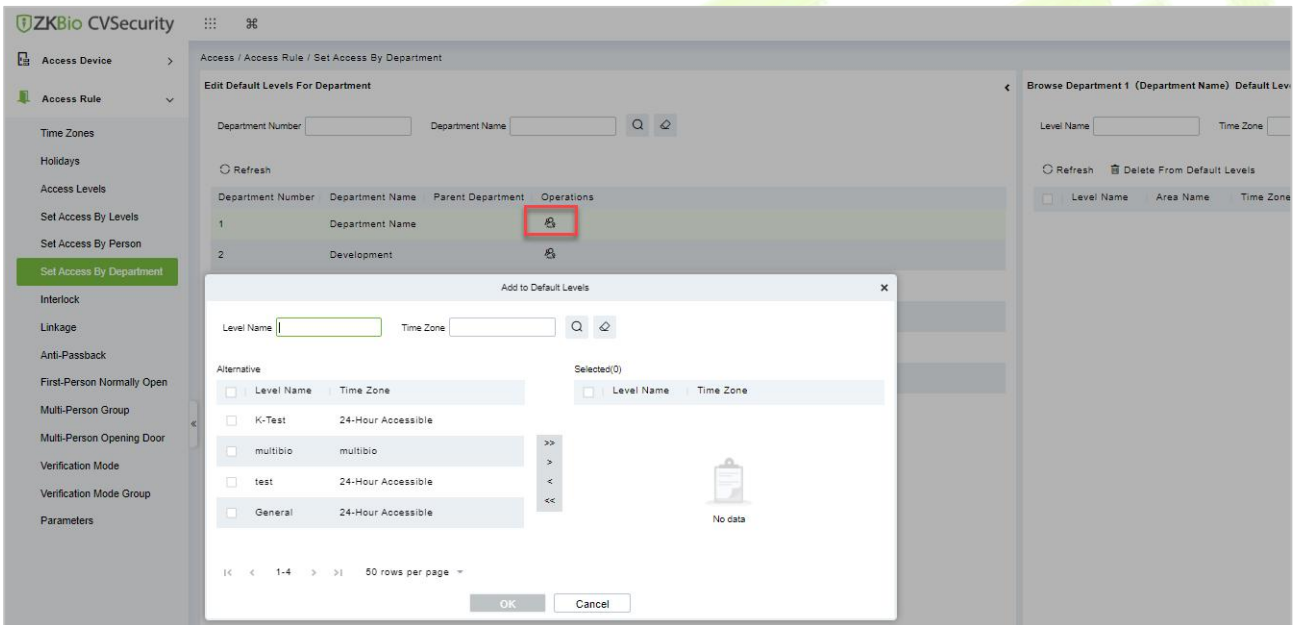 ZKBio CVSecurity
Access Device
Access / Access Rule / Set Access By Department
Access Rule
Edit Default Levels For Department
Browse Department 1 (Department Name) Default Lev
Time Zones
Department Number
Department Name
Level Name
Time Zone
Holidays
Refresh
Refresh
Delete From Default Levels
Access Levels
Department Number Department Name Parent Department Operations
Level Name Area Name Time Zone
Set Access By Levels
1 Department Name
Set Access By Person
2 Development
Set Access By Department
Add to Default Levels
Interlock
Linkage
Level Name
Time Zone
Anti-Passback
Alternative
Selected(0)
First-Person Normally Open
Level Name Time Zone
Level Name Time Zone
Multi-Person Group
K-Test 24-Hour Accessible
Multi-Person Opening Door
>>
multibio multibio
>
Verification Mode
test 24-Hour Accessible
<
Verification Mode Group
<<
General 24-Hour Accessible
No data
Parameters
|< < 1-4 > >| 50 rows per page
OK Cancel